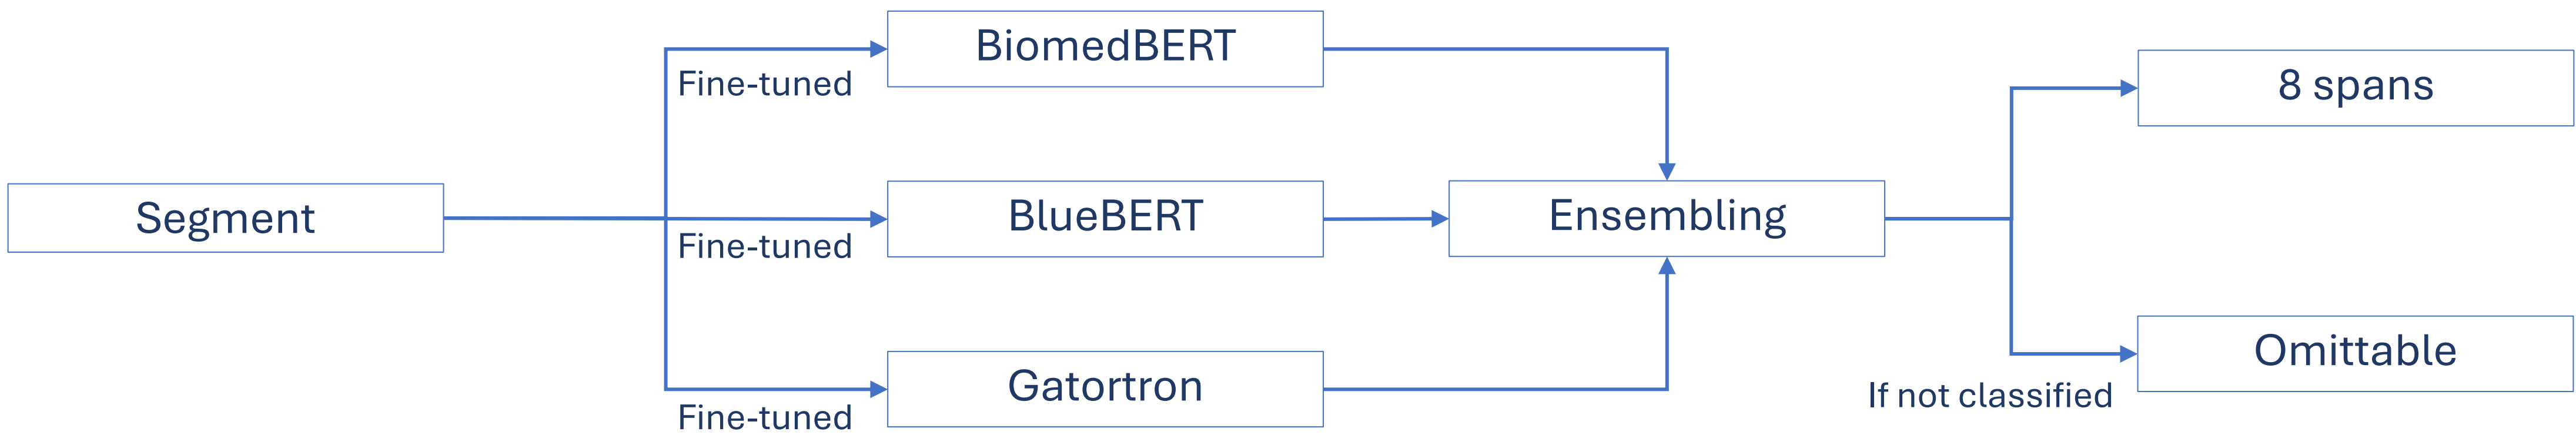 Segment
Fine-tuned
Fine-tuned
Fine-tuned
BiomedBERT
BlueBERT
Gatortron
Ensembling
If not classified
8 spans
Omittable